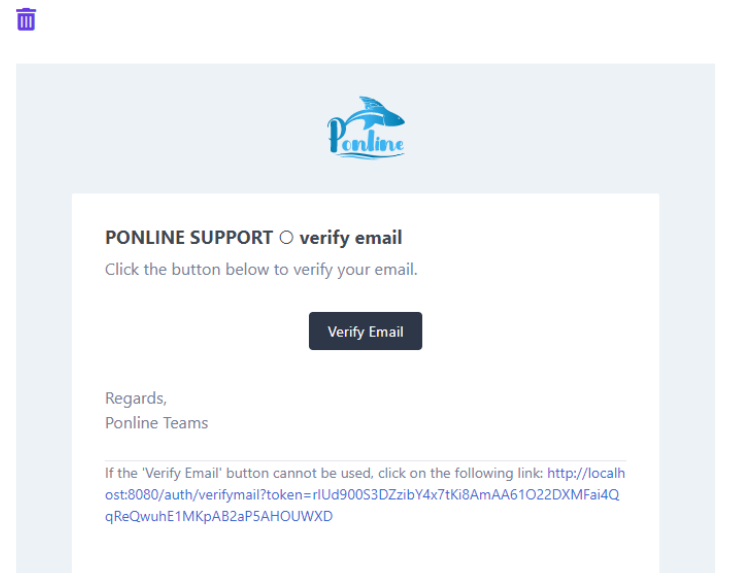 Ponline
PONLINE SUPPORT ○ verify email
Click the button below to verify your email.
Verify Email
Regards,
Ponline Teams
If the 'Verify Email' button cannot be used, click on the following link: http://localh
ost:8080/auth/verifymail?token=rlUd900S3DZzibY4x7tKi8AmAA61O22DXMFai4Q
qReQwuhE1MKpAB2aP5AHOUWXD